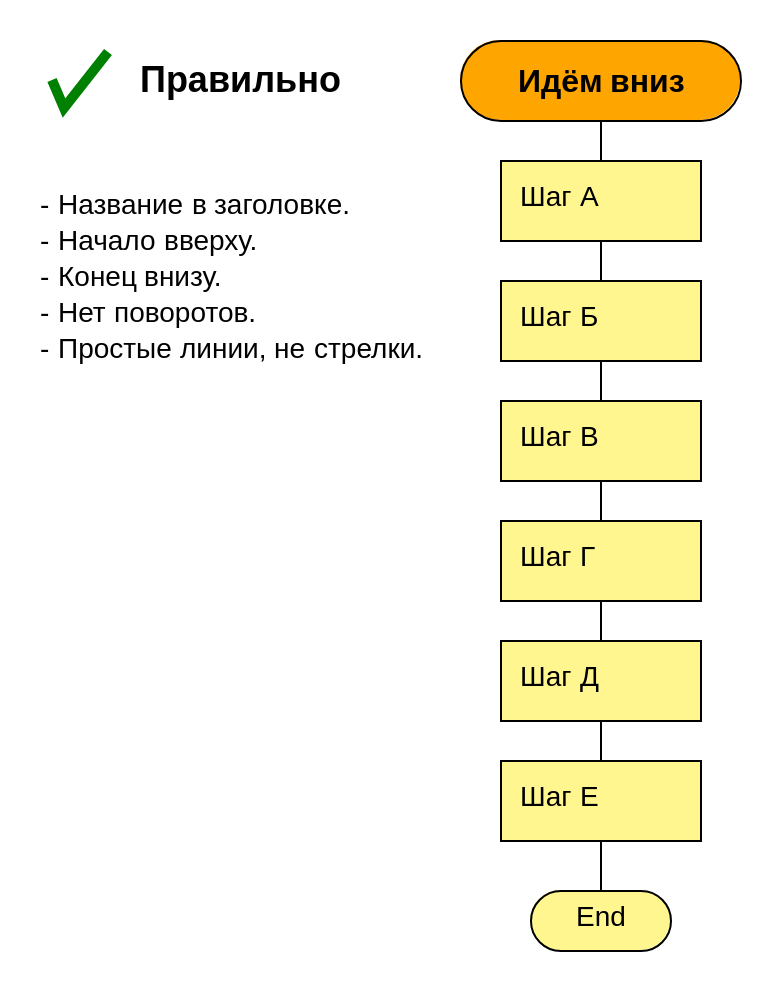 Правильно
- Название в заголовке.
- Начало вверху.
- Конец внизу.
- Нет поворотов.
- Простые линии, не стрелки.
Идём вниз
Шаг А
Шаг Б
Шаг В
Шаг Г
Шаг Д
Шаг Е
End